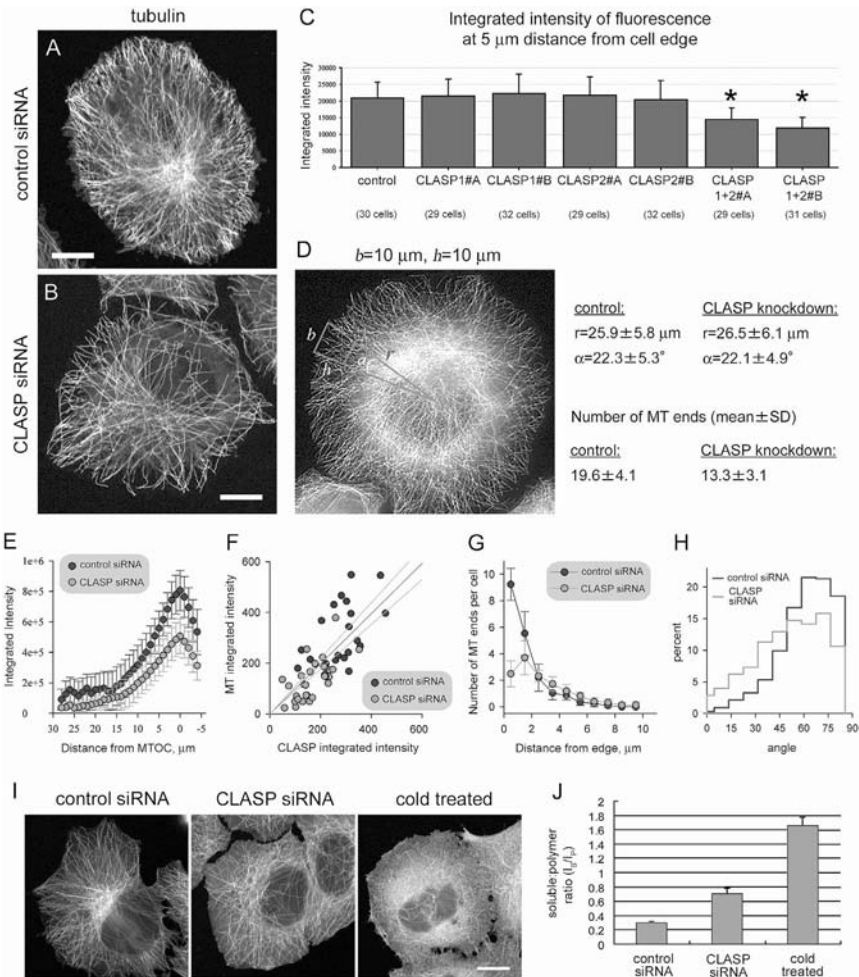 tubulin
control siRNA
CLASP siRNA
A
B
C
Integrated intensity of fluorescence
at 5 µm distance from cell edge
Integrated intensity
30000
25000
20000
15000
10000
5000
0
* *
control CLASP1#A CLASP1#B CLASP2#A CLASP2#B CLASP 1+2#A CLASP 1+2#B
(30 cells) (29 cells) (32 cells) (29 cells) (32 cells) (29 cells) (31 cells)
D
b=10 µm, h=10 µm
b
h
α
r
control: CLASP knockdown:
r=25.9±5.8 µm r=26.5±6.1 µm
α=22.3±5.3° α=22.1±4.9°
Number of MT ends (mean±SD)
control: CLASP knockdown:
19.6±4.1 13.3±3.1
E
Integrated Intensity
1e+6
8e+5
6e+5
4e+5
2e+5
0
control siRNA
CLASP siRNA
30 25 20 15 10 5 0 -5
Distance from MTOC, µm
F
MT integrated intensity
600
400
200
0
control siRNA
CLASP siRNA
0 200 400 600
CLASP integrated intensity
G
Number of MT ends per cell
10
8
6
4
2
0
control siRNA
CLASP siRNA
0 2 4 6 8 10
Distance from edge, µm
H
percent
25
20
15
10
5
0
control siRNA
CLASP
siRNA
0 15 30 45 60 75 90
angle
I
control siRNA CLASP siRNA cold treated
J
soluble:polymer
ratio (Is/Ip)
2
1.8
1.6
1.4
1.2
1
0.8
0.6
0.4
0.2
0
control siRNA CLASP siRNA cold treated